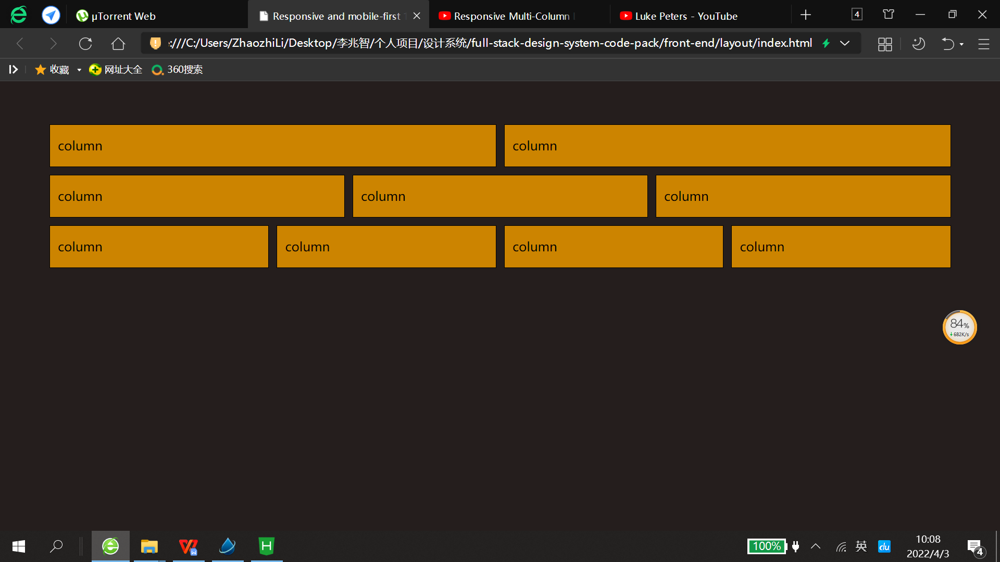 µTorrent Web
Responsive and mobile-first
Responsive Multi-Column
Luke Peters - YouTube
4
:///C:/Users/ZhaozhiLi/Desktop/李兆智/个人项目/设计系统/full-stack-design-system-code-pack/front-end/layout/index.html
收藏
网址大全
360搜索
column column
column column column
column column column column
84%
682K/s
100%
英
du
10:08
2022/4/3
4